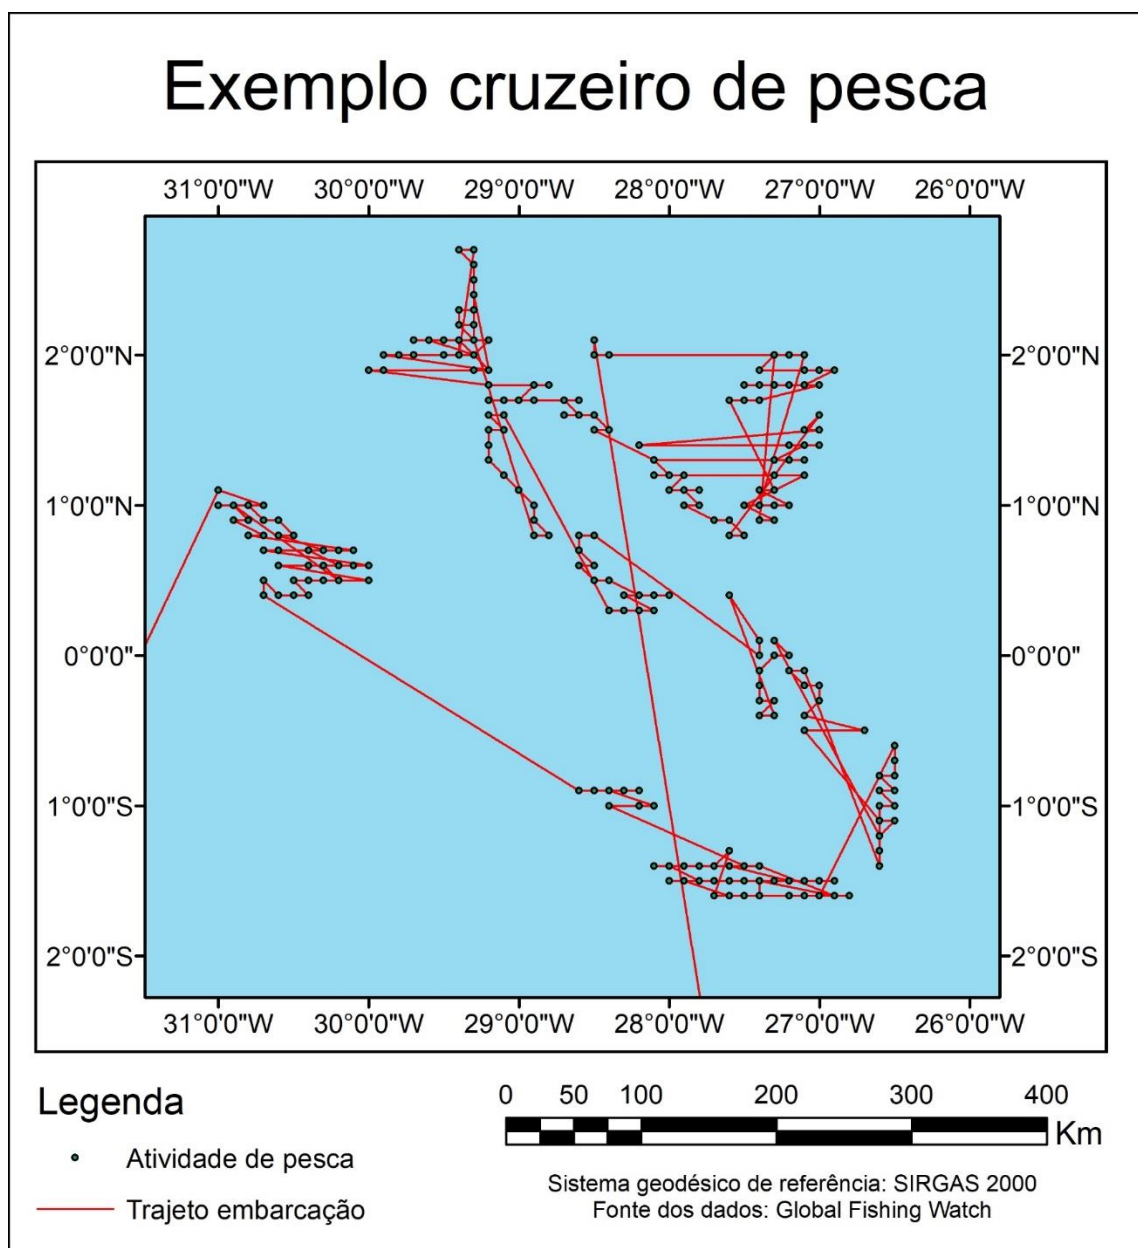 Exemplo cruzeiro de pesca
31°0'0"W 30°0'0"W 29°0'0"W 28°0'0"W 27°0'0"W 26°0'0"W
2°0'0"N 2°0'0"N
1°0'0"N 1°0'0"N
0°0'0" 0°0'0"
1°0'0"S 1°0'0"S
2°0'0"S 2°0'0"S
31°0'0"W 30°0'0"W 29°0'0"W 28°0'0"W 27°0'0"W 26°0'0"W
Legenda
Atividade de pesca
Trajeto embarcação
0 50 100 200 300 400
Km
Sistema geodésico de referência: SIRGAS 2000
Fonte dos dados: Global Fishing Watch